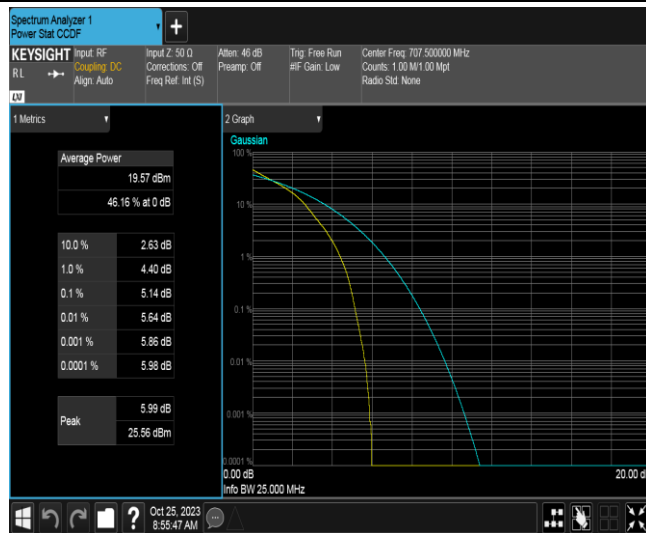 Spectrum Analyzer 1
Power Stat CCDF
KEYSIGHT
RL
Input: RF
Coupling: DC
Align: Auto
Input Z: 50 Ω
Corrections: Off
Freq Ref: Int (S)
Atten: 46 dB
Preamp: Off
Trig: Free Run
#IF Gain: Low
Center Freq: 707.500000 MHz
Counts: 1.00 M/1.00 Mpt
Radio Std: None
1 Metrics
Average Power
19.57 dBm
46.16 % at 0 dB
10.0 % 2.63 dB
1.0 % 4.40 dB
0.1 % 5.14 dB
0.01 % 5.64 dB
0.001 % 5.86 dB
0.0001 % 5.98 dB
Peak
5.99 dB
25.56 dBm
2 Graph
Gaussian
100 %
10 %
1 %
0.1 %
0.01 %
0.001 %
0.0001 %
0.00 dB
20.00 d
Info BW 25.000 MHz
?
Oct 25, 2023
8:55:47 AM